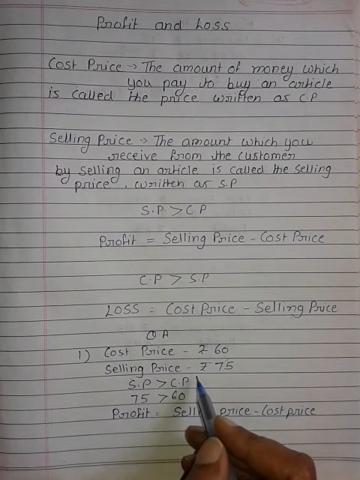 Profit and Loss
Cost Price → The amount of money which
you pay to buy an article
is called the price written as C.P
Selling Price → The amount which you
receive from the customer
by selling an article is called the selling
price, written as S.P
S.P > C P
Profit = Selling Price - Cost Price
C.P > S.P
LOSS = Cost Price - Selling Price
Q A
1) Cost Price - ₹ 60
Selling Price - ₹ 75
S.P > C.P
75 > 60
Profit = price - Cost price